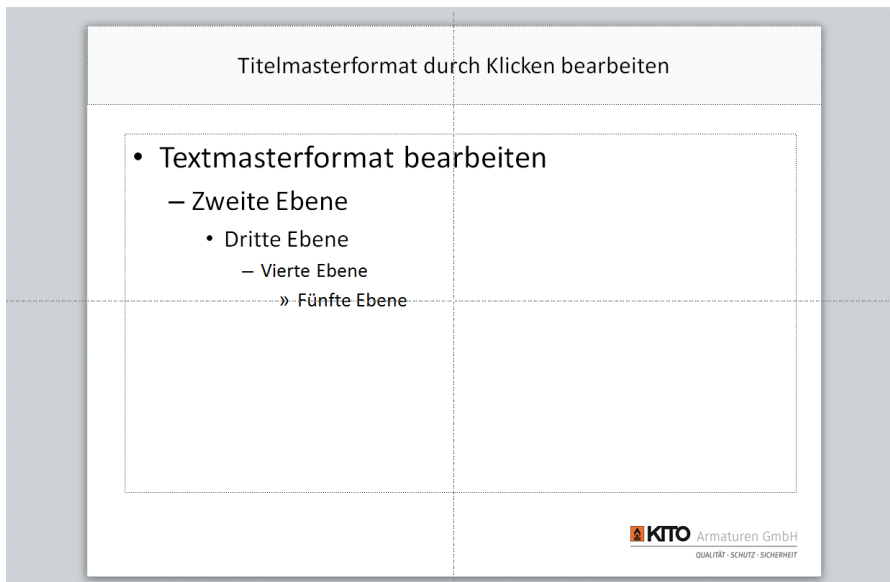 Titelmasterformat durch Klicken bearbeiten
• Textmasterformat bearbeiten
– Zweite Ebene
• Dritte Ebene
– Vierte Ebene
» Fünfte Ebene
KITO Armaturen GmbH
QUALITÄT · SCHUTZ · SICHERHEIT